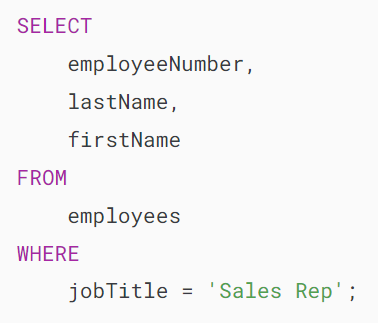 SELECT
    employeeNumber,
    lastName,
    firstName
FROM
    employees
WHERE
    jobTitle = 'Sales Rep';